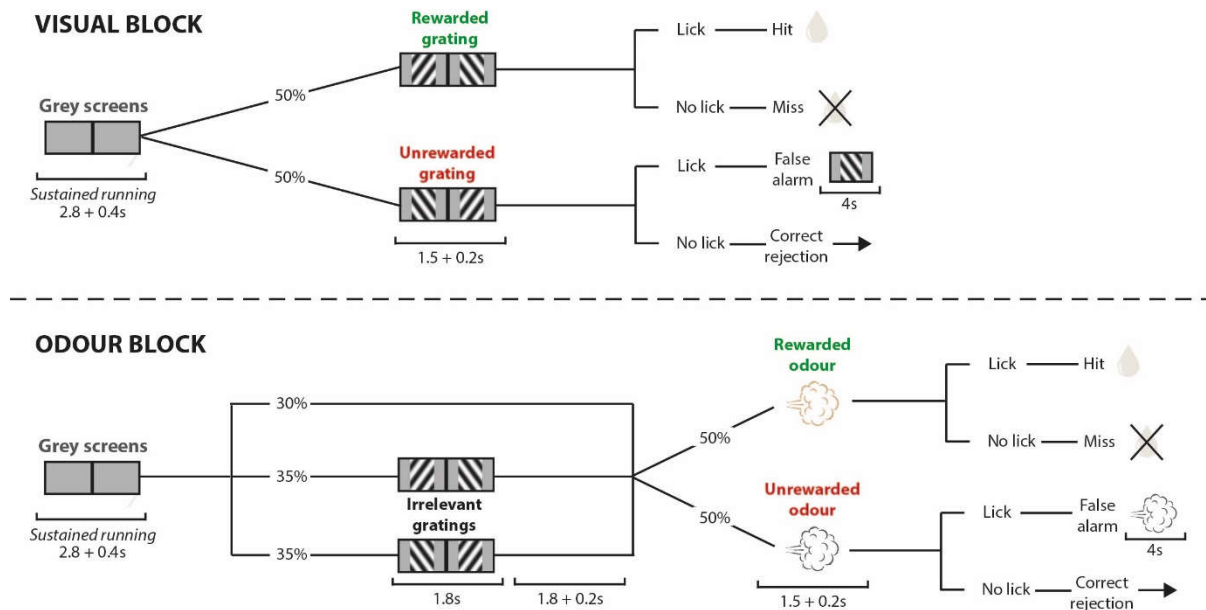 VISUAL BLOCK
Rewarded
grating
Lick Hit
50%
No lick Miss
Grey screens
Unrewarded
grating
Sustained running
2.8 + 0.4s
50%
Lick False
alarm
4s
No lick Correct
rejection
1.5 + 0.2s
ODOUR BLOCK
Rewarded
odour
Lick Hit
30%
Grey screens
50%
No lick Miss
35%
Irrelevant
gratings
Unrewarded
odour
Sustained running
2.8 + 0.4s
50%
Lick False
alarm
4s
35%
No lick Correct
rejection
1.8s 1.8 + 0.2s 1.5 + 0.2s